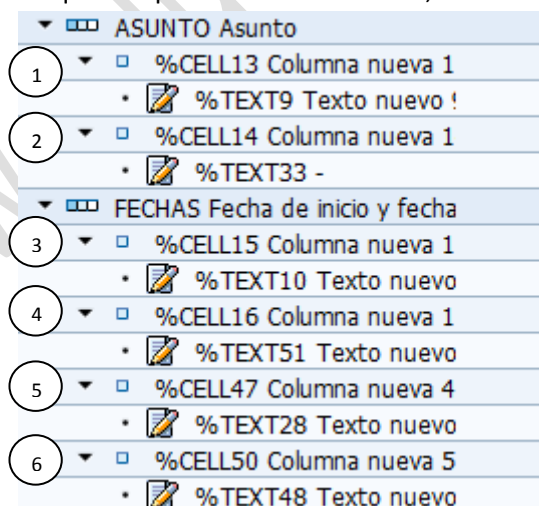 ASUNTO Asunto
1 %CELL13 Columna nueva 1
%TEXT9 Texto nuevo
2 %CELL14 Columna nueva 1
%TEXT33 -
FECHAS Fecha de inicio y fecha
3 %CELL15 Columna nueva 1
%TEXT10 Texto nuevo
4 %CELL16 Columna nueva 1
%TEXT51 Texto nuevo
5 %CELL47 Columna nueva 4
%TEXT28 Texto nuevo
6 %CELL50 Columna nueva 5
%TEXT48 Texto nuevo